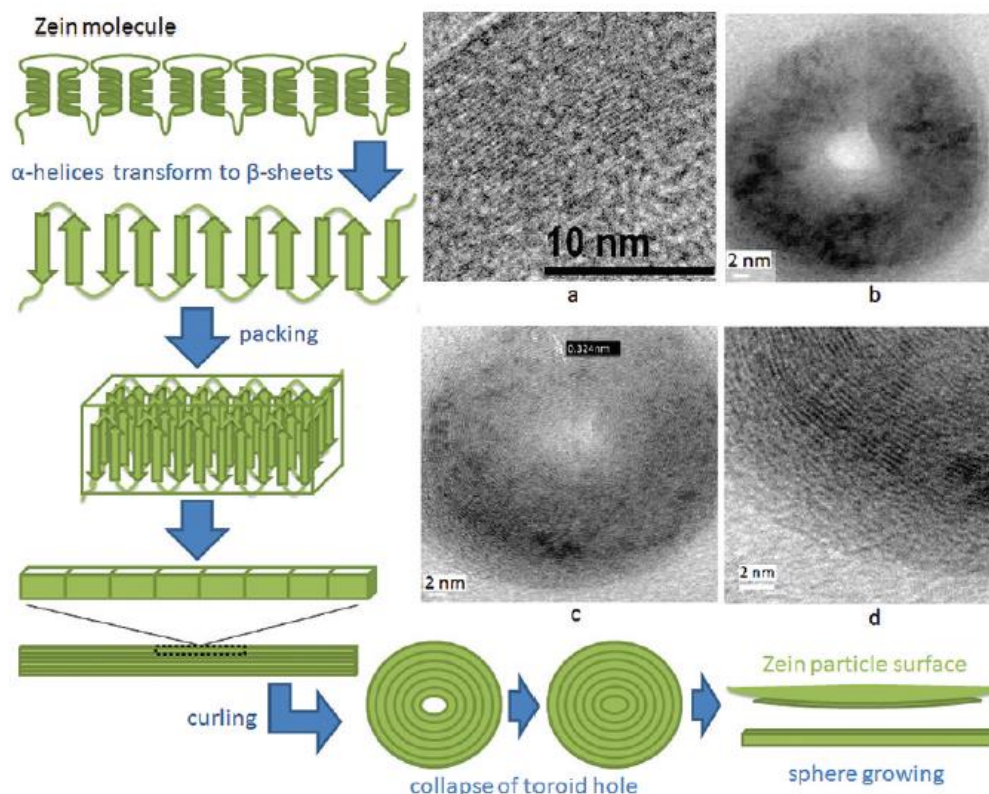 Zein molecule
α-helices transform to β-sheets
packing
curling
10 nm
a
2 nm
b
0.324nm
2 nm
c
2 nm
d
collapse of toroid hole
Zein particle surface
sphere growing